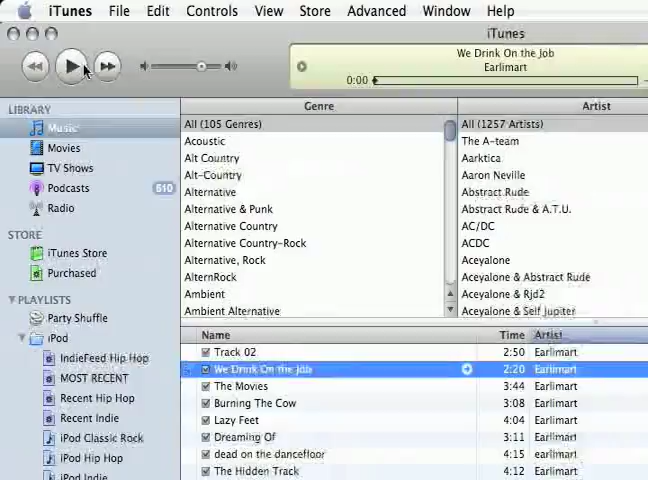 iTunes File Edit Controls View Store Advanced Window Help
iTunes
We Drink On the Job
Earlimart
0:00
LIBRARY
Music
Movies
TV Shows
Podcasts 610
Radio
STORE
iTunes Store
Purchased
PLAYLISTS
Party Shuffle
iPod
IndieFeed Hip Hop
MOST RECENT
Recent Hip Hop
Recent Indie
iPod Classic Rock
iPod Hip Hop
iPod Indie
Genre
All (105 Genres)
Acoustic
Alt Country
Alt-Country
Alternative
Alternative & Punk
Alternative Country
Alternative Country-Rock
Alternative, Rock
AlternRock
Ambient
Ambient Alternative
Artist
All (1257 Artists)
The A-team
Aarktica
Aaron Neville
Abstract Rude
Abstract Rude & A.T.U.
AC/DC
ACDC
Aceyalone
Aceyalone & Abstract Rude
Aceyalone & Rjd2
Aceyalone & Self Jupiter
Name Time Artist
Track 02 2:50 Earlimart
We Drink On the Job 2:20 Earlimart
The Movies 3:44 Earlimart
Burning The Cow 3:08 Earlimart
Lazy Feet 4:04 Earlimart
Dreaming Of 3:11 Earlimart
dead on the dancefloor 4:15 Earlimart
The Hidden Track 4:12 Earlimart